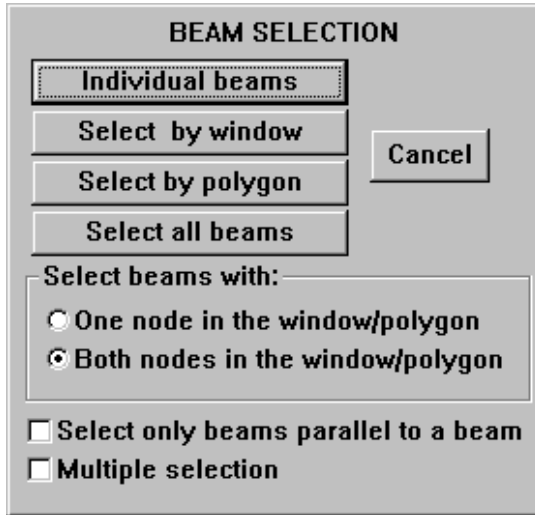 BEAM SELECTION
Individual beams
Select by window
Select by polygon
Select all beams
Cancel
Select beams with:
One node in the window/polygon
Both nodes in the window/polygon
Select only beams parallel to a beam
Multiple selection